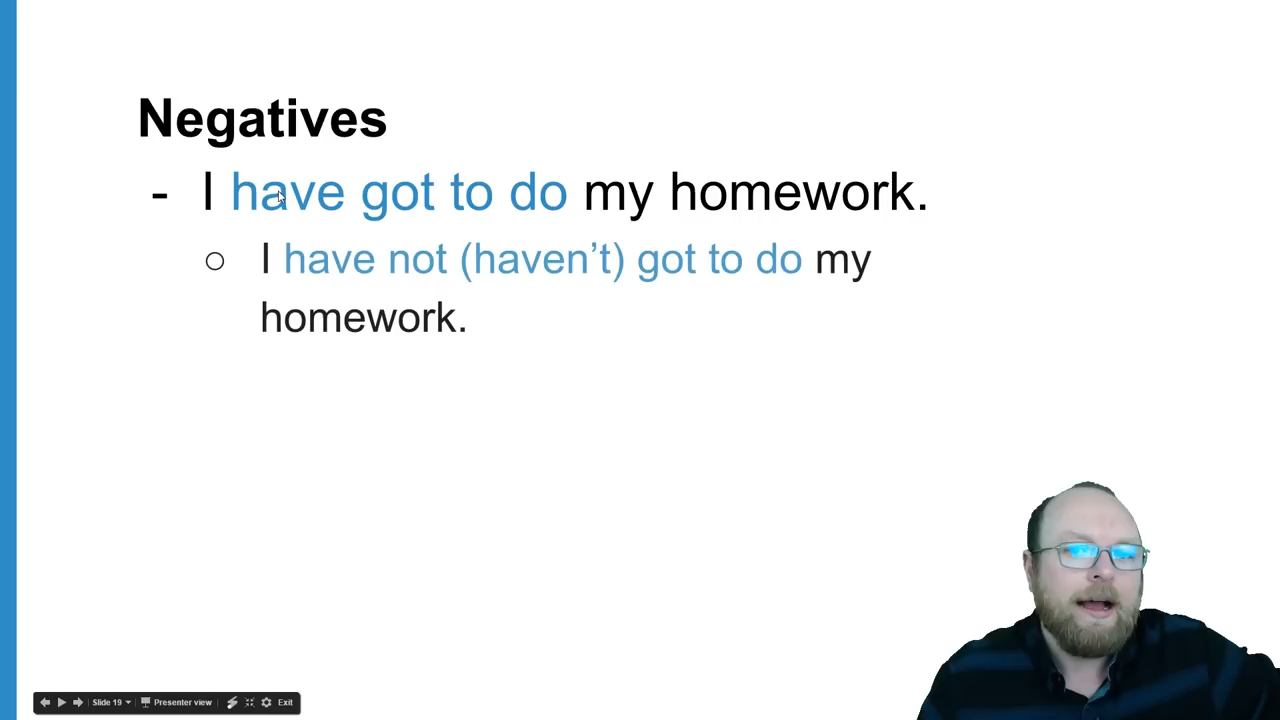 Negatives
- I have got to do my homework.
○ I have not (haven’t) got to do my
homework.
Slide 19
Presenter view
Exit